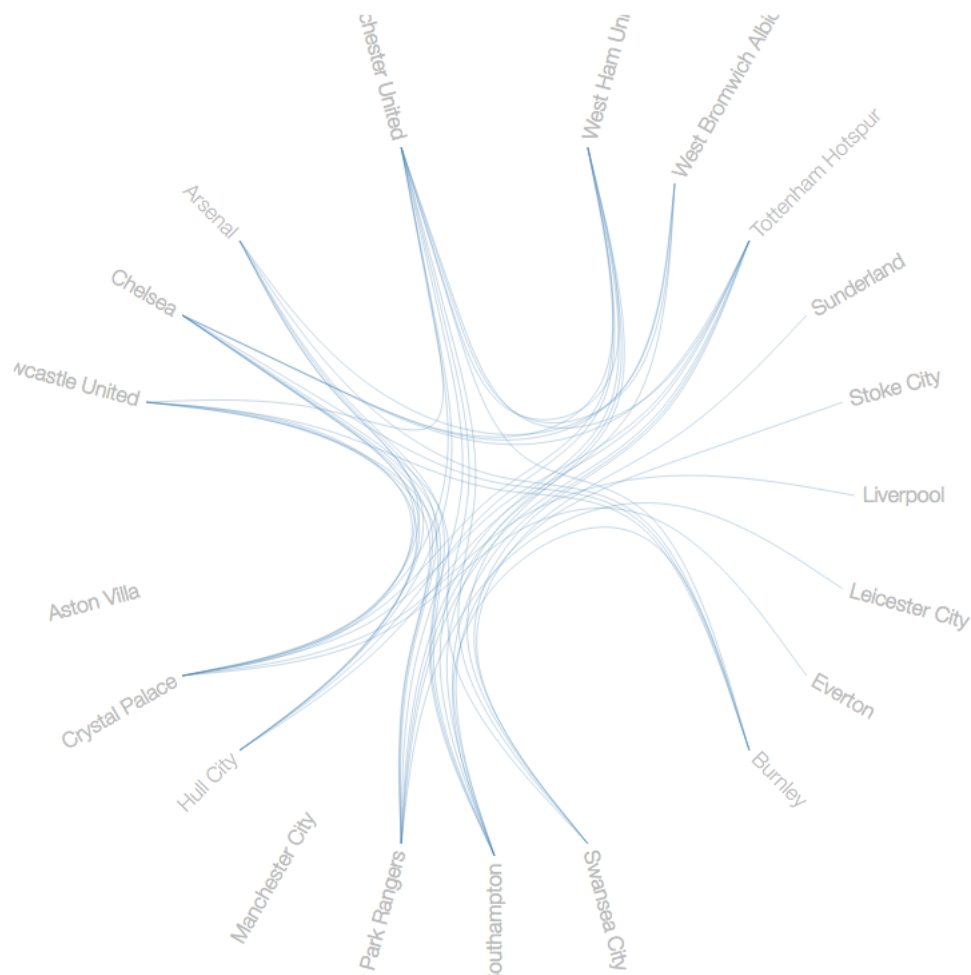 chester United
West Ham Uni
West Bromwich Albio
Tottenham Hotspur
Sunderland
Stoke City
Liverpool
Leicester City
Everton
Burnley
Swansea City
outhampton
Park Rangers
Manchester City
Hull City
Crystal Palace
Aston Villa
wcastle United
Chelsea
Arsenal